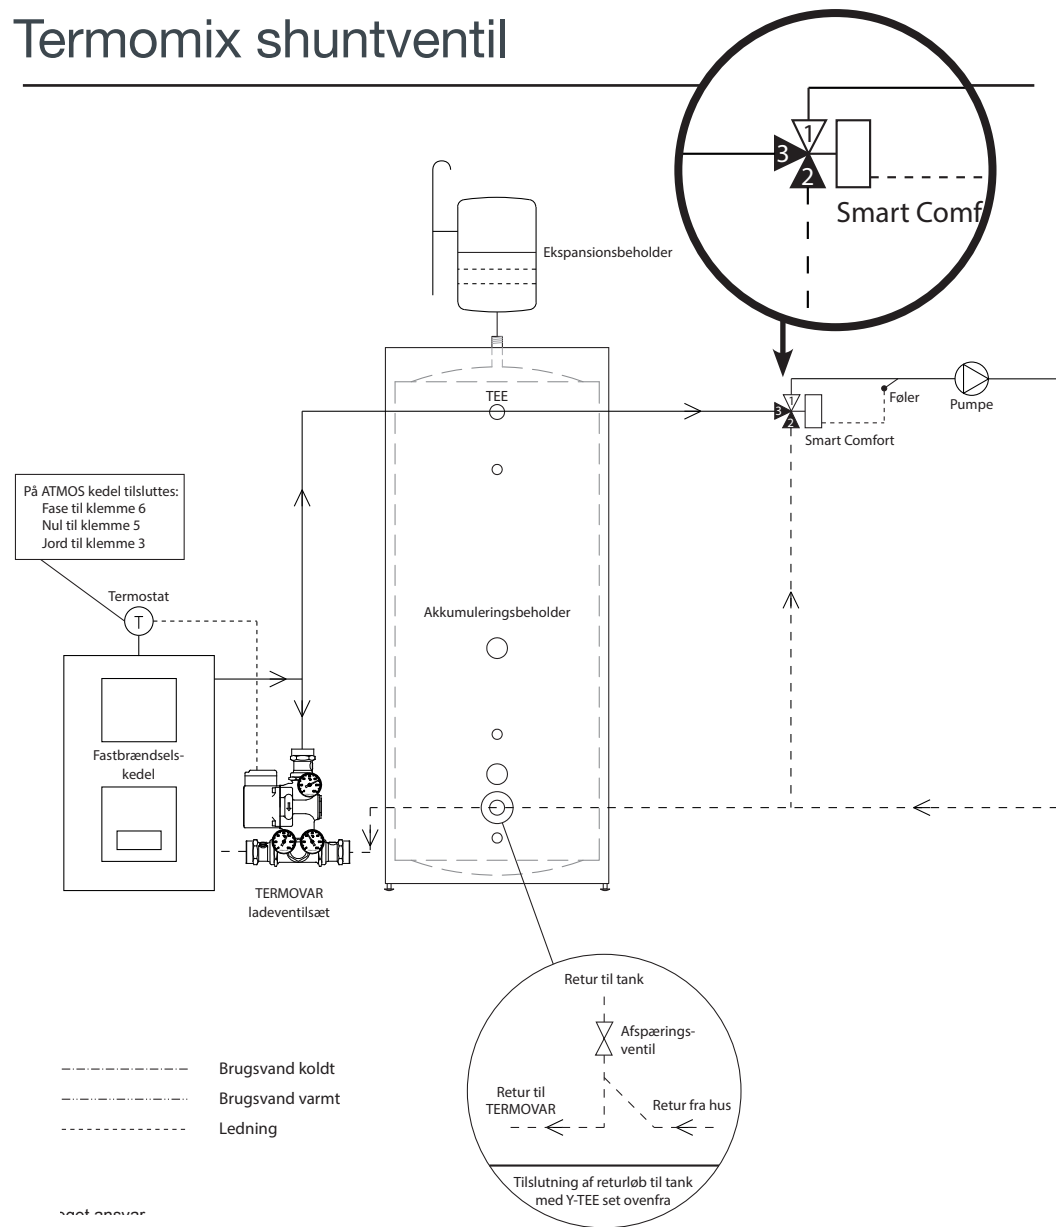 Termomix shuntventil
1
3
2
Smart Comf
Ekspansionsbeholder
TEE
1
3
2
Føler
Pumpe
Smart Comfort
På ATMOS kedel tilsluttes:
Fase til klemme 6
Nul til klemme 5
Jord til klemme 3
Termostat
T
Akkumuleringsbeholder
Fastbrændsels-
kedel
TERMOVAR
ladeventilsæt
Retur til tank
Afspærings-
ventil
Retur til
TERMOVAR
Retur fra hus
Tilslutning af returløb til tank
med Y-TEE set ovenfra
Brugsvand koldt
Brugsvand varmt
Ledning